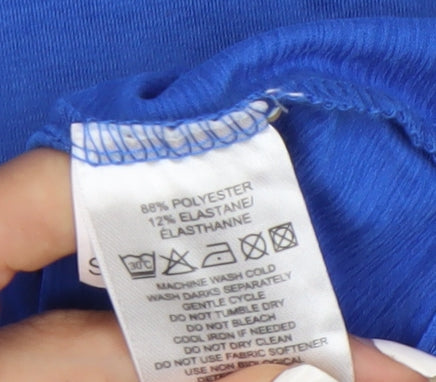 88% POLYESTER
12% ELASTANE/
ÉLASTHANNE
S
30°C
MACHINE WASH COLD
WASH DARKS SEPARATELY
GENTLE CYCLE
DO NOT TUMBLE DRY
DO NOT BLEACH
COOL IRON IF NEEDED
DO NOT DRY CLEAN
DO NOT USE FABRIC SOFTENER
USE NON BIOLOGICAL